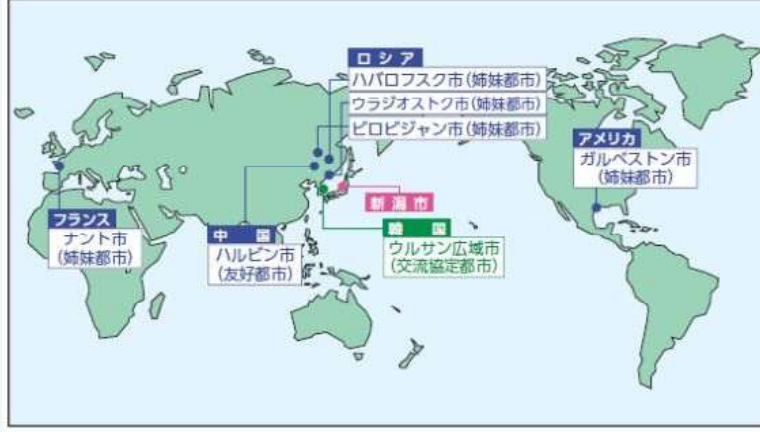 ロシア
ハバロフスク市(姉妹都市)
ウラジオストク市(姉妹都市)
ビロビジャン市(姉妹都市)
アメリカ
ガルベストン市
(姉妹都市)
新潟市
フランス
ナント市
(姉妹都市)
中国
ハルビン市
(友好都市)
韓国
ウルサン広域市
(交流協定都市)